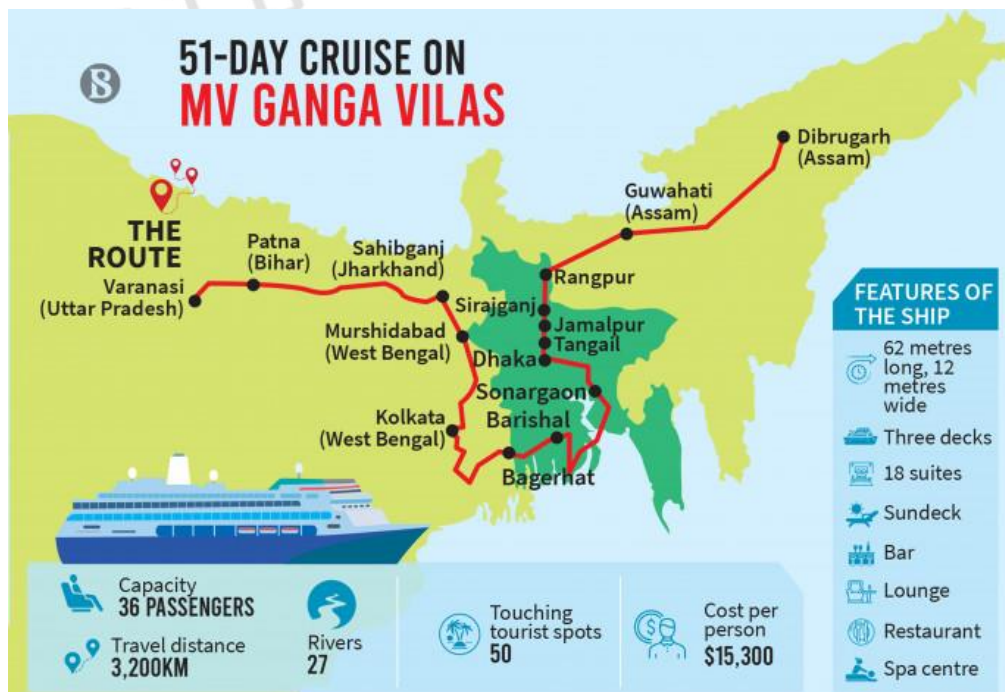 51-DAY CRUISE ON
MV GANGA VILAS
THE
ROUTE
Varanasi
(Uttar Pradesh)
Patna
(Bihar)
Sahibganj
(Jharkhand)
Murshidabad
(West Bengal)
Kolkata
(West Bengal)
Bagerhat
Barishal
Sonargaon
Dhaka
Tangail
Jamalpur
Sirajganj
Rangpur
Guwahati
(Assam)
Dibrugarh
(Assam)
FEATURES OF
THE SHIP
62 metres
long, 12
metres
wide
Three decks
18 suites
Sundeck
Bar
Lounge
Restaurant
Spa centre
Capacity
36 PASSENGERS
Travel distance
3,200KM
Rivers
27
Touching
tourist spots
50
Cost per
person
$15,300